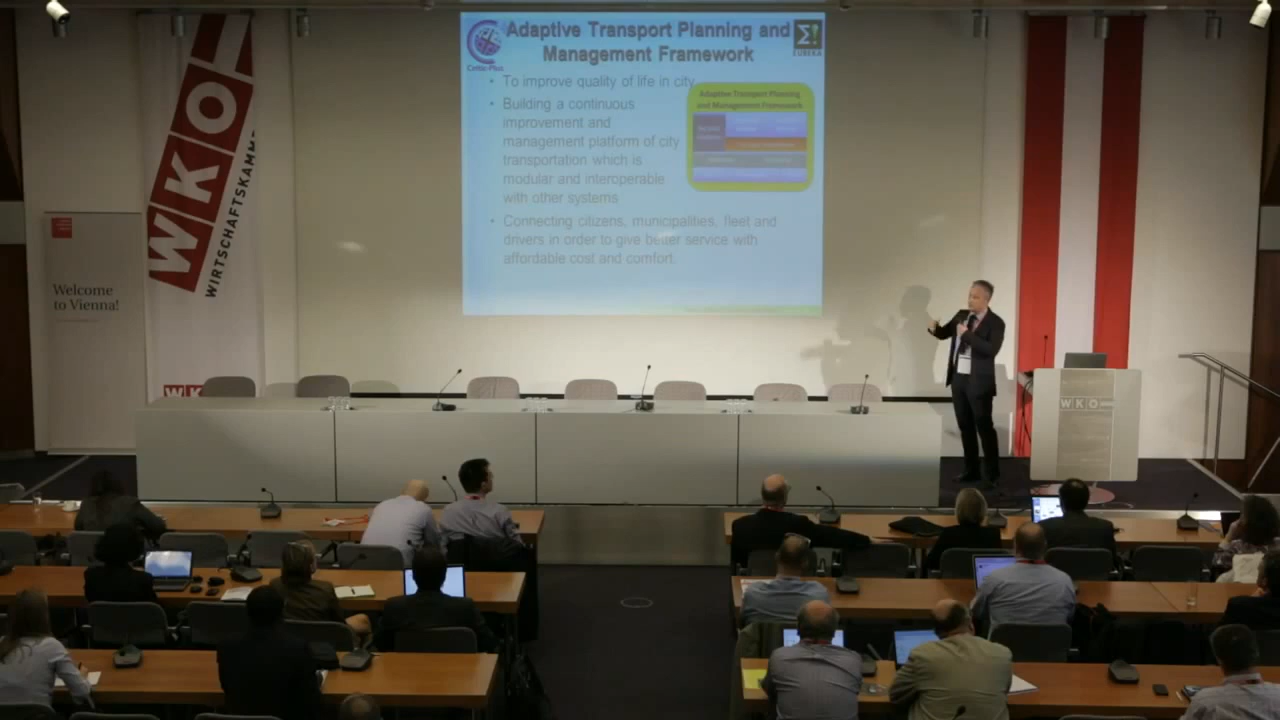 Adaptive Transport Planning and
Management Framework
Celtic-Plus
Σ!
EUREKA
• To improve quality of life in city
• Building a continuous
improvement and
management platform of city
transportation which is
modular and interoperable
with other systems
• Connecting citizens, municipalities, fleet and
drivers in order to give better service with
affordable cost and comfort.
Adaptive Transport Planning
and Management Framework
WKO
WIRTSCHAFTSKAMM
WK
Welcome
to Vienna!
WKO